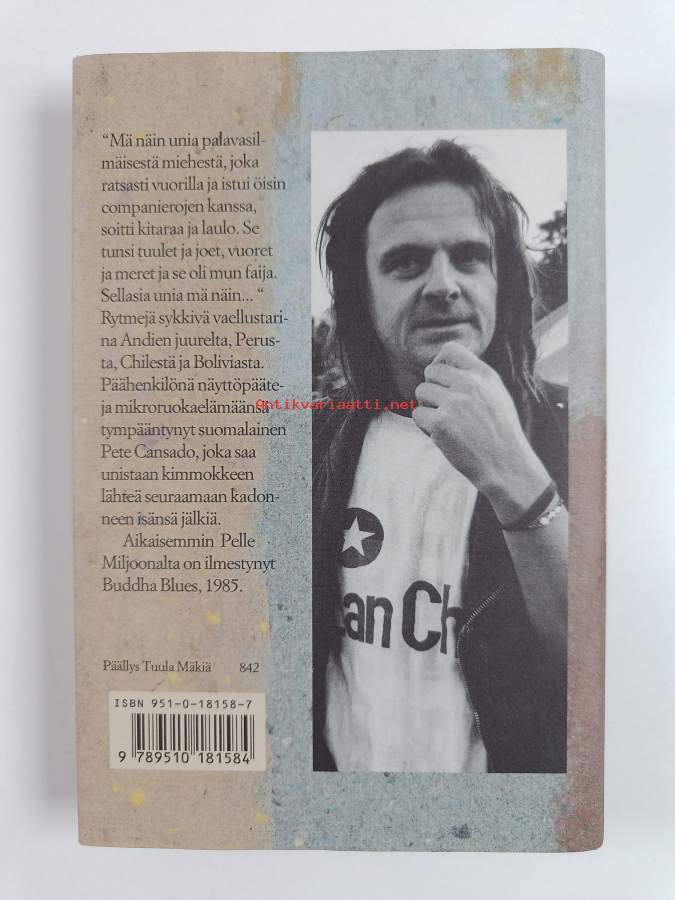 “Mä näin unia palavasil-
mäisestä miehestä, joka
ratsasti vuorilla ja istui öisin
companierojen kanssa,
soitti kitaraa ja laulo. Se
tunsi tuulet ja joet, vuoret
ja meret ja se oli mun faija.
Sellasia unia mä näin... “
Rytmejä sykkivä vaellustari-
na Andien juurelta, Perus-
ta, Chilestä ja Boliviasta.
Päähenkilönä näyttöpääte-
ja mikroruokaelämäänsä
tympääntynyt suomalainen
Pete Cansado, joka saa
unistaan kimmokkeen
lähteä seuraamaan kadon-
neen isänsä jälkiä.
Aikaisemmin Pelle
Miljoonalta on ilmestynyt
Buddha Blues, 1985.
Päällys Tuula Mäkiä 842
ISBN 951-0-18158-7
9 789510 181584
antikvariaatti.net
an Ch